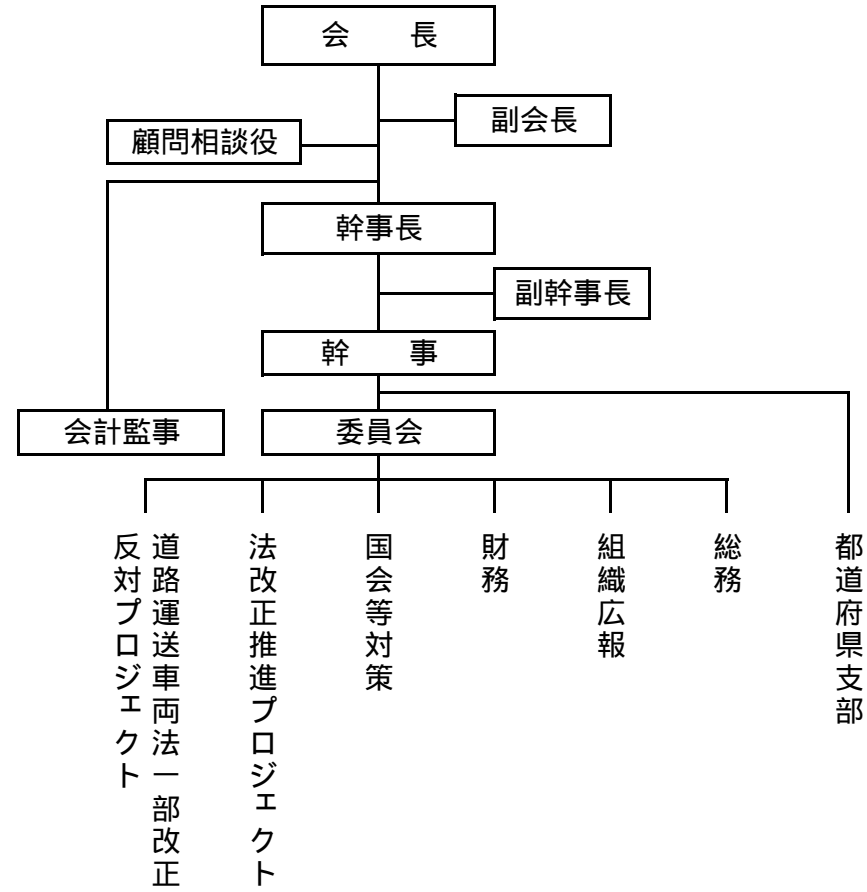 会　長
副会長
顧問相談役
幹事長
副幹事長
幹　事
会計監事
委員会
道路運送車両法一部改正
反対プロジェクト
法改正推進プロジェクト
国会等対策
財務
組織広報
総務
都道府県支部